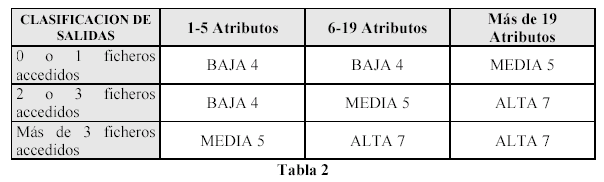 CLASIFICACION DE SALIDAS 1-5 Atributos 6-19 Atributos Más de 19 Atributos
0 o 1 ficheros accedidos BAJA 4 BAJA 4 MEDIA 5
2 o 3 ficheros accedidos BAJA 4 MEDIA 5 ALTA 7
Más de 3 ficheros accedidos MEDIA 5 ALTA 7 ALTA 7
Tabla 2